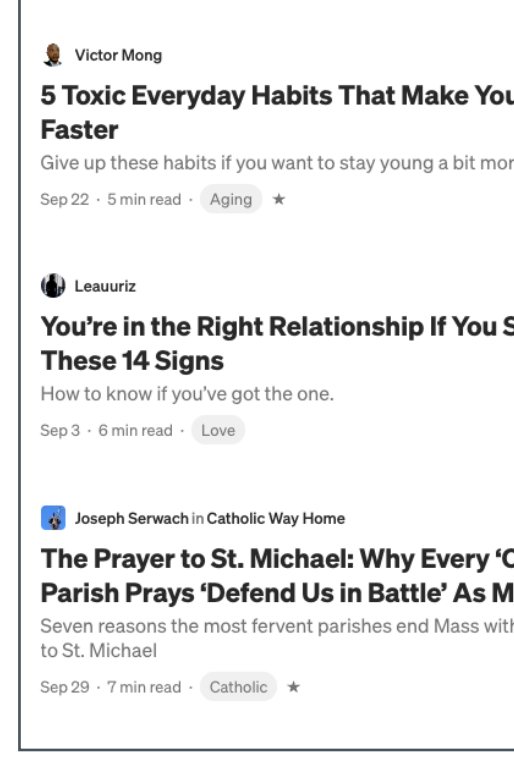 Victor Mong
5 Toxic Everyday Habits That Make You
Faster
Give up these habits if you want to stay young a bit mor
Sep 22 · 5 min read · Aging ★
Leauuriz
You’re in the Right Relationship If You S
These 14 Signs
How to know if you’ve got the one.
Sep 3 · 6 min read · Love
Joseph Serwach in Catholic Way Home
The Prayer to St. Michael: Why Every ‘C
Parish Prays ‘Defend Us in Battle’ As M
Seven reasons the most fervent parishes end Mass with
to St. Michael
Sep 29 · 7 min read · Catholic ★